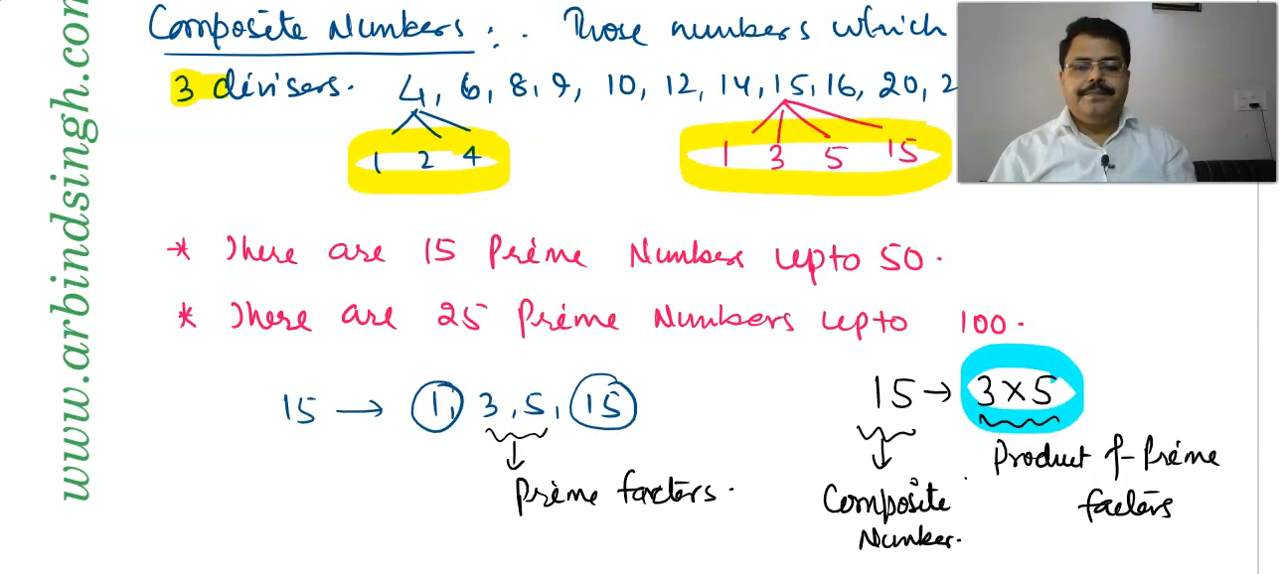 Composite Numbers : . Those numbers which
3 divisers. 4, 6, 8, 9, 10, 12, 14, 15, 16, 20, 2
1 2 4
1 3 5 15
* There are 15 Prime Numbers upto 50.
* There are 25 Prime Numbers upto 100.
15 → 1, 3, 5, 15
Prime factors.
15 → 3 × 5
Composite
Number.
Product of Prime
factors
www.arbindsingh.com